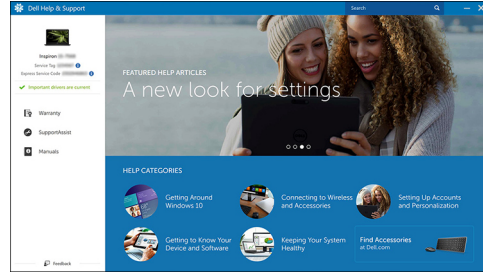 Dell Help & Support
Search
Inspiron
Service Tag
Express Service Code
Important drivers are current
Warranty
SupportAssist
Manuals
Feedback
FEATURED HELP ARTICLES
A new look for settings
HELP CATEGORIES
Getting Around
Windows 10
Connecting to Wireless
and Accessories
Setting Up Accounts
and Personalization
Getting to Know Your
Device and Software
Keeping Your System
Healthy
Find Accessories
at Dell.com